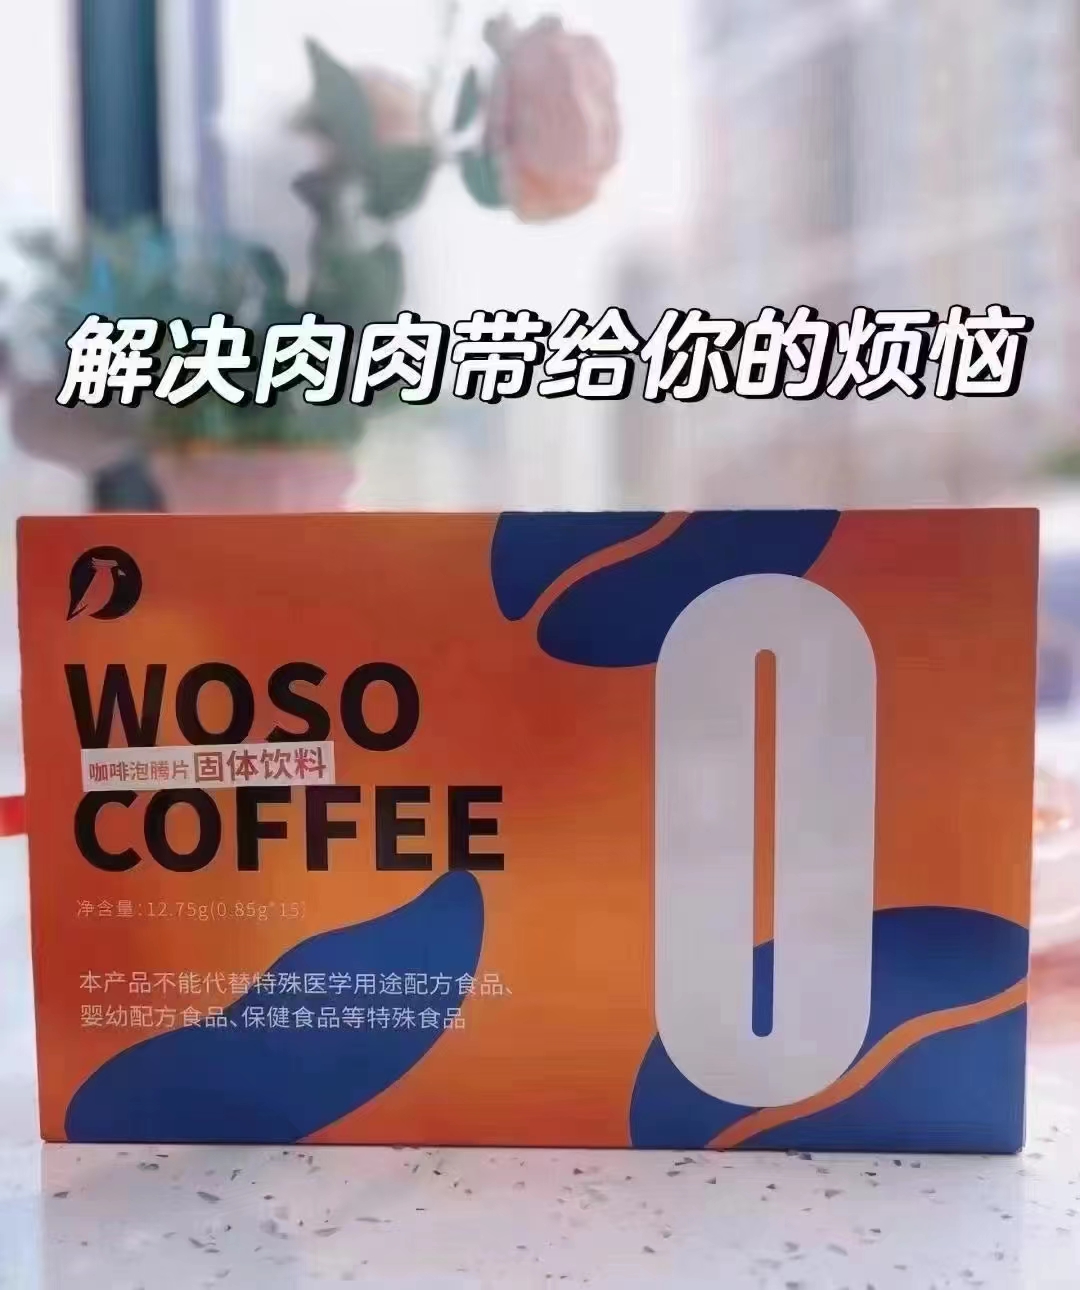 解决肉肉带给你的烦恼
WOSO
咖啡泡腾片固体饮料
COFFEE
净含量:12.75g(0.85g*15)
本产品不能代替特殊医学用途配方食品、
婴幼配方食品、保健食品等特殊食品
0